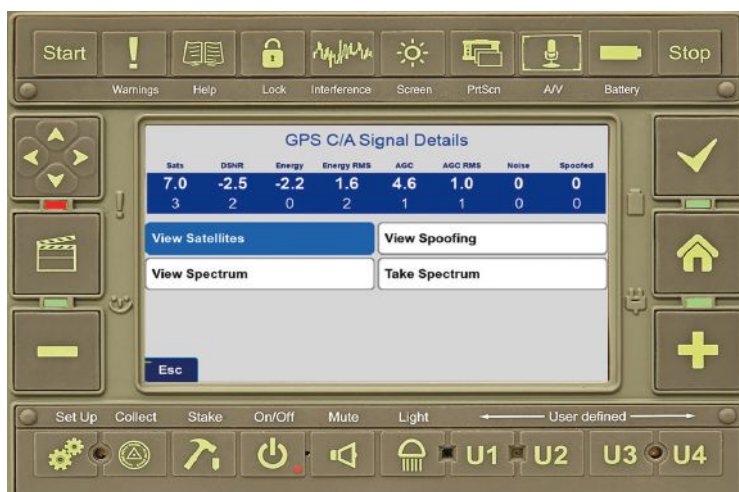 Start Stop
Warnings Help Lock Interference Screen PrtScn A/V Battery
GPS C/A Signal Details
Sats DSNR Energy Energy RMS AGC AGC RMS Noise Spoofed
7.0 -2.5 -2.2 1.6 4.6 1.0 0 0
3 2 0 2 1 1 0 0
View Satellites View Spoofing
View Spectrum Take Spectrum
Esc
Set Up Collect Stake On/Off Mute Light User defined
U1 U2 U3 U4